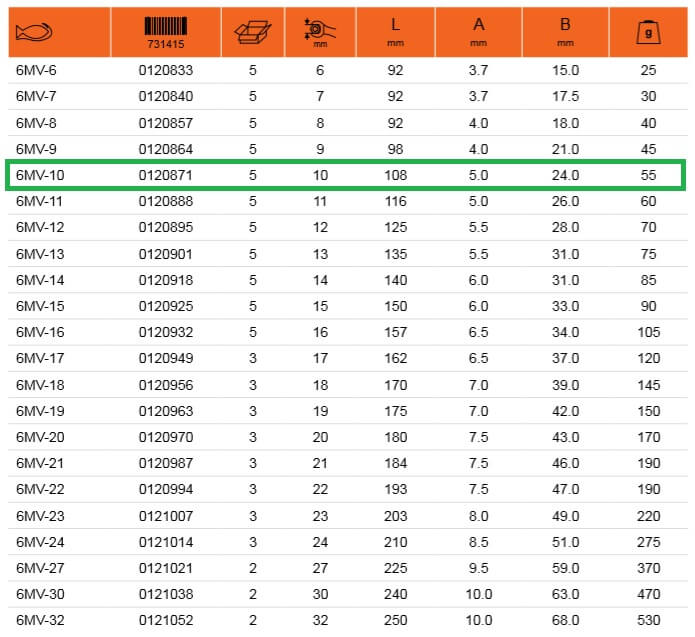 731415 mm L mm A mm B mm g
6MV-6 0120833 5 6 92 3.7 15.0 25
6MV-7 0120840 5 7 92 3.7 17.5 30
6MV-8 0120857 5 8 92 4.0 18.0 40
6MV-9 0120864 5 9 98 4.0 21.0 45
6MV-10 0120871 5 10 108 5.0 24.0 55
6MV-11 0120888 5 11 116 5.0 26.0 60
6MV-12 0120895 5 12 125 5.5 28.0 70
6MV-13 0120901 5 13 135 5.5 31.0 75
6MV-14 0120918 5 14 140 6.0 31.0 85
6MV-15 0120925 5 15 150 6.0 33.0 90
6MV-16 0120932 5 16 157 6.5 34.0 105
6MV-17 0120949 3 17 162 6.5 37.0 120
6MV-18 0120956 3 18 170 7.0 39.0 145
6MV-19 0120963 3 19 175 7.0 42.0 150
6MV-20 0120970 3 20 180 7.5 43.0 170
6MV-21 0120987 3 21 184 7.5 46.0 190
6MV-22 0120994 3 22 193 7.5 47.0 190
6MV-23 0121007 3 23 203 8.0 49.0 220
6MV-24 0121014 3 24 210 8.5 51.0 275
6MV-27 0121021 2 27 225 9.5 59.0 370
6MV-30 0121038 2 30 240 10.0 63.0 470
6MV-32 0121052 2 32 250 10.0 68.0 530